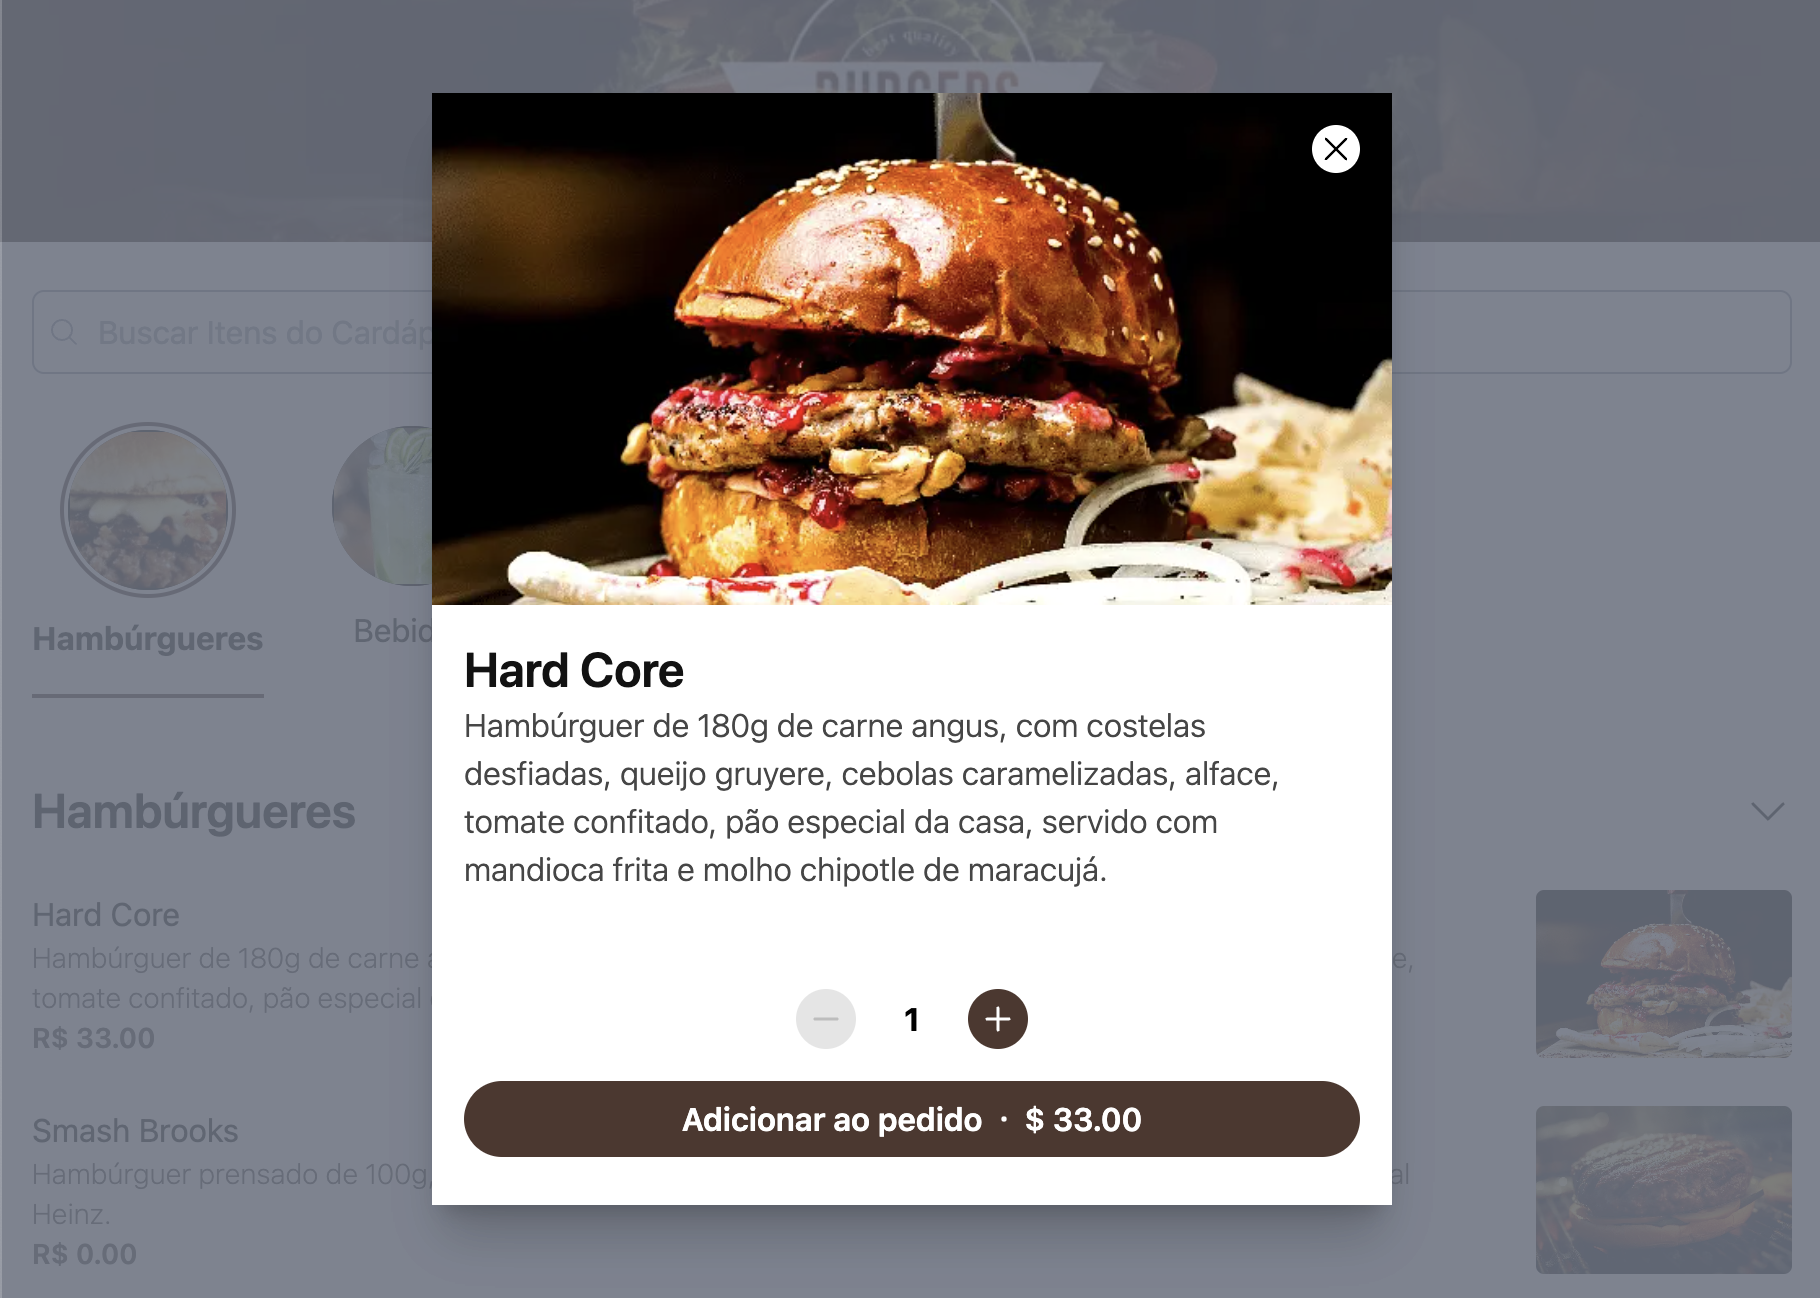 BURGERS
Buscar Itens do Cardáp
Hambúrgueres
Bebid
Hambúrgueres
Hard Core
Hambúrguer de 180g de carne
e,
tomate confitado, pão especial
R$ 33.00
Smash Brooks
Hambúrguer prensado de 100g,
al
Heinz.
R$ 0.00
Hard Core
Hambúrguer de 180g de carne angus, com costelas
desfiadas, queijo gruyere, cebolas caramelizadas, alface,
tomate confitado, pão especial da casa, servido com
mandioca frita e molho chipotle de maracujá.
1
Adicionar ao pedido · $ 33.00